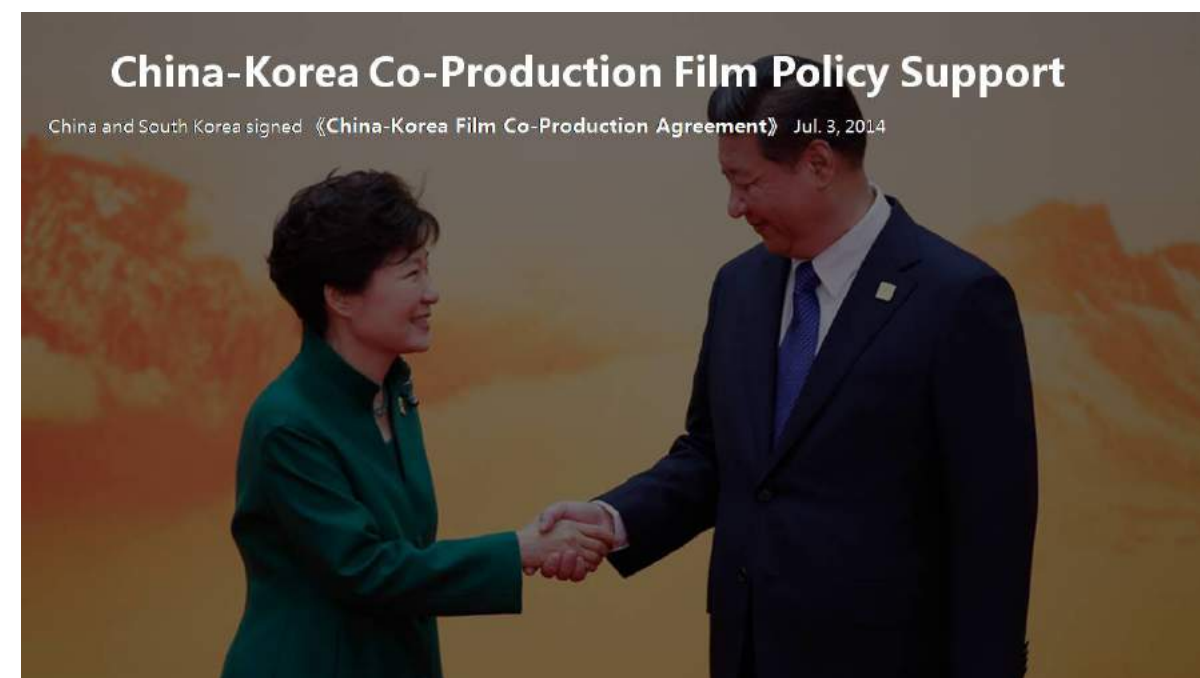 China-Korea Co-Production Film Policy Support
China and South Korea signed 《China-Korea Film Co-Production Agreement》 Jul. 3, 2014